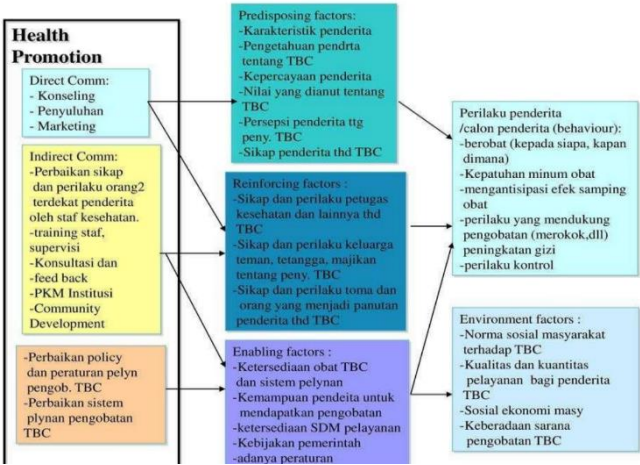 Health
Promotion
Direct Comm:
- Konseling
- Penyuluhan
- Marketing
Indirect Comm:
-Perbaikan sikap
dan perilaku orang2
terdekat penderita
oleh staf kesehatan.
-training staf,
supervisi
-Konsultasi dan
feed back
-PKM Institusi
-Community
Development
-Perbaikan policy
dan peraturan pelyn
pengob. TBC
-Perbaikan sistem
plynan pengobatan
TBC
Predisposing factors:
-Karakteristik penderita
-Pengetahuan pendrta
tentang TBC
-Kepercayaan penderita
-Nilai yang dianut tentang
TBC
-Persepsi penderita ttg
peny. TBC
-Sikap penderita thd TBC
Reinforcing factors :
-Sikap dan perilaku petugas
kesehatan dan lainnya thd
TBC
-Sikap dan perilaku keluarga
teman, tetangga, majikan
tentang peny. TBC
-Sikap dan perilaku toma dan
orang yang menjadi panutan
penderita thd TBC
Enabling factors :
-Ketersediaan obat TBC
dan sistem pelynan
-Kemampuan pendeita untuk
mendapatkan pengobatan
-ketersediaan SDM pelayanan
-Kebijakan pemerintah
-adanya peraturan
Perilaku penderita
/calon penderita (behaviour):
-berobat (kepada siapa, kapan
dimana)
-Kepatuhan minum obat
-mengantisipasi efek samping
obat
-perilaku yang mendukung
pengobatan (merokok,dll)
peningkatan gizi
-perilaku kontrol
Environment factors :
-Norma sosial masyarakat
terhadap TBC
-Kualitas dan kuantitas
pelayanan bagi penderita
TBC
-Sosial ekonomi masy
-Keberadaan sarana
pengobatan TBC